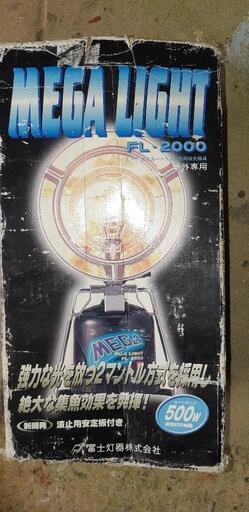 MEGA LIGHT
FL-2000
野外専用
MEGA
FUJI LIGHT
FL-2000
強力な光を放つ2マントル方式を採用!
絶大な集魚効果を発揮!
500W
新開発 波止用安定板付き
富士灯器株式会社